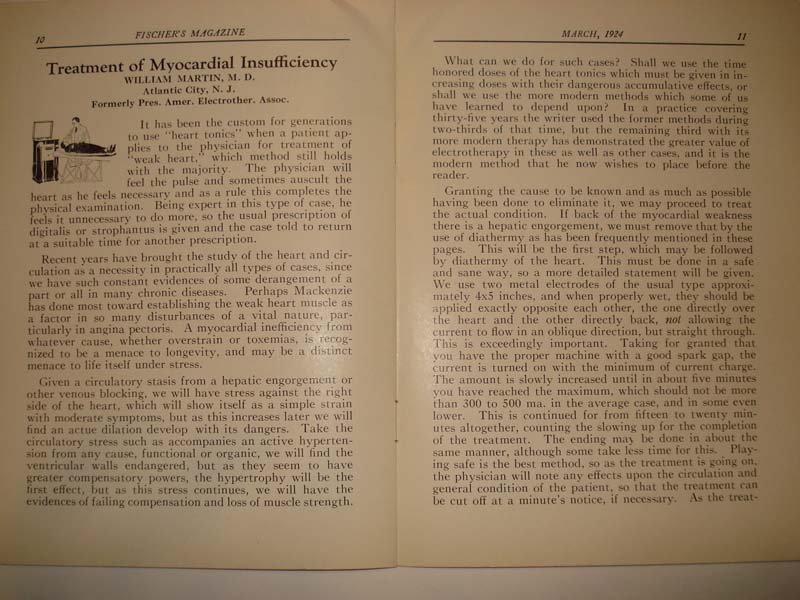 10
FISCHER'S MAGAZINE
Treatment of Myocardial Insufficiency
WILLIAM MARTIN, M. D.
Atlantic City, N. J.
Formerly Pres. Amer. Electrother. Assoc.
It has been the custom for generations
to use "heart tonics" when a patient ap-
plies to the physician for treatment of
"weak heart," which method still holds
with the majority. The physician will
feel the pulse and sometimes auscult the
heart as he feels necessary and as a rule this completes the
physical examination. Being expert in this type of case, he
feels it unnecessary to do more, so the usual prescription of
digitalis or strophantus is given and the case told to return
at a suitable time for another prescription.
Recent years have brought the study of the heart and cir-
culation as a necessity in practically all types of cases, since
we have such constant evidences of some derangement of a
part or all in many chronic diseases. Perhaps Mackenzie
has done most toward establishing the weak heart muscle as
a factor in so many disturbances of a vital nature, par-
ticularly in angina pectoris. A myocardial inefficiency from
whatever cause, whether overstrain or toxemias, is recog-
nized to be a menace to longevity, and may be a distinct
menace to life itself under stress.
Given a circulatory stasis from a hepatic engorgement or
other venous blocking, we will have stress against the right
side of the heart, which will show itself as a simple strain
with moderate symptoms, but as this increases later we will
find an actue dilation develop with its dangers. Take the
circulatory stress such as accompanies an active hyperten-
sion from any cause, functional or organic, we will find the
ventricular walls endangered, but as they seem to have
greater compensatory powers, the hypertrophy will be the
first effect, but as this stress continues, we will have the
evidences of failing compensation and loss of muscle strength.
MARCH, 1924
11
What can we do for such cases? Shall we use the time
honored doses of the heart tonics which must be given in in-
creasing doses with their dangerous accumulative effects, or
shall we use the more modern methods which some of us
have learned to depend upon? In a practice covering
thirty-five years the writer used the former methods during
two-thirds of that time, but the remaining third with its
more modern therapy has demonstrated the greater value of
electrotherapy in these as well as other cases, and it is the
modern method that he now wishes to place before the
reader.
Granting the cause to be known and as much as possible
having been done to eliminate it, we may proceed to treat
the actual condition. If back of the myocardial weakness
there is a hepatic engorgement, we must remove that by the
use of diathermy as has been frequently mentioned in these
pages. This will be the first step, which may be followed
by diathermy of the heart. This must be done in a safe
and sane way, so a more detailed statement will be given.
We use two metal electrodes of the usual type approxi-
mately 4x5 inches, and when properly wet, they should be
applied exactly opposite each other, the one directly over
the heart and the other directly back, not allowing the
current to flow in an oblique direction, but straight through.
This is exceedingly important. Taking for granted that
you have the proper machine with a good spark gap, the
current is turned on with the minimum of current charge.
The amount is slowly increased until in about five minutes
you have reached the maximum, which should not be more
than 300 to 500 ma. in the average case, and in some even
lower. This is continued for from fifteen to twenty min-
utes altogether, counting the slowing up for the completion
of the treatment. The ending may be done in about the
same manner, although some take less time for this. Play-
ing safe is the best method, so as the treatment is going on,
the physician will note any effects upon the circulation and
general condition of the patient, so that the treatment can
be cut off at a minute's notice, if necessary. As the treat-